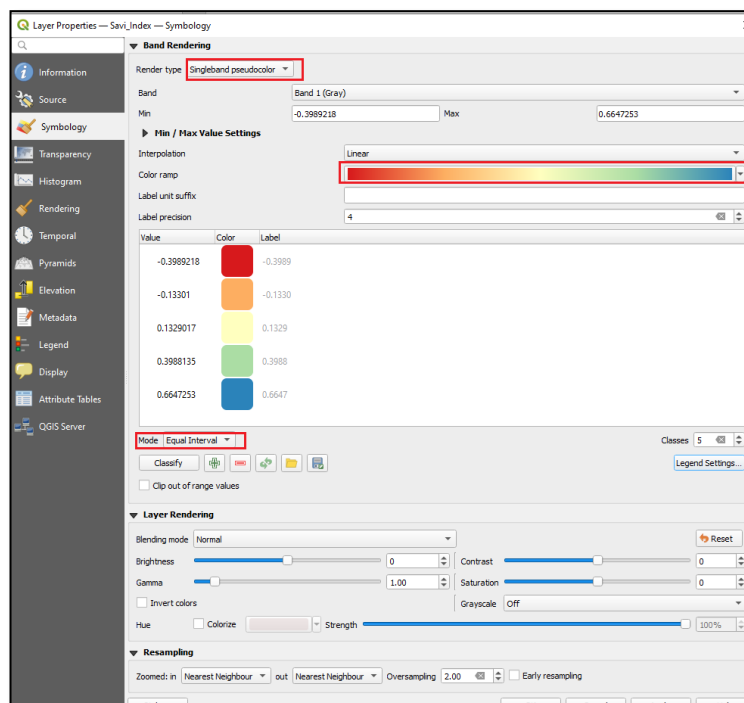 Layer Properties — Savi_Index — Symbology
Information
Source
Symbology
Transparency
Histogram
Rendering
Temporal
Pyramids
Elevation
Metadata
Legend
Display
Attribute Tables
QGIS Server
Band Rendering
Render type Singleband pseudocolor
Band Band 1 (Gray)
Min -0.3989218 Max 0.6647253
Min / Max Value Settings
Interpolation Linear
Color ramp
Label unit suffix
Label precision 4
Value Color Label
-0.3989218 -0.3989
-0.13301 -0.1330
0.1329017 0.1329
0.3988135 0.3988
0.6647253 0.6647
Mode Equal Interval Classes 5
Classify Legend Settings...
Clip out of range values
Layer Rendering
Blending mode Normal Reset
Brightness 0 Contrast 0
Gamma 1.00 Saturation 0
Invert colors Grayscale Off
Hue Colorize Strength 100%
Resampling
Zoomed: in Nearest Neighbour out Nearest Neighbour Oversampling 2.00 Early resampling